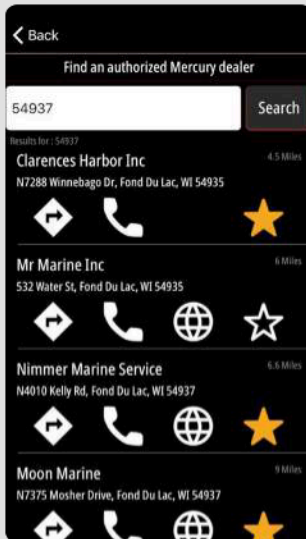 Back
Find an authorized Mercury dealer
54937 Search
Results for : 54937
Clarences Harbor Inc 4.5 Miles
N7288 Winnebago Dr, Fond Du Lac, WI 54935
Mr Marine Inc 6 Miles
532 Water St, Fond Du Lac, WI 54935
Nimmer Marine Service 6.6 Miles
N4010 Kelly Rd, Fond Du Lac, WI 54937
Moon Marine 9 Miles
N7375 Mosher Drive, Fond Du Lac, WI 54937